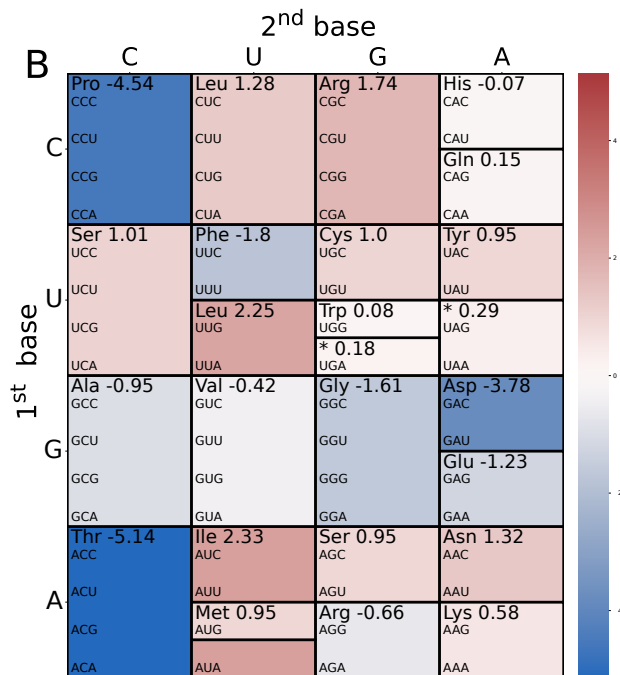 2nd base
B C U G A
1st base
C
Pro -4.54
CCC
CCU
CCG
CCA
Leu 1.28
CUC
CUU
CUG
CUA
Arg 1.74
CGC
CGU
CGG
CGA
His -0.07
CAC
CAU
Gln 0.15
CAG
CAA
U
Ser 1.01
UCC
UCU
UCG
UCA
Phe -1.8
UUC
UUU
Leu 2.25
UUG
UUA
Cys 1.0
UGC
UGU
Trp 0.08
UGG
* 0.18
UGA
Tyr 0.95
UAC
UAU
* 0.29
UAG
UAA
G
Ala -0.95
GCC
GCU
GCG
GCA
Val -0.42
GUC
GUU
GUG
GUA
Gly -1.61
GGC
GGU
GGG
GGA
Asp -3.78
GAC
GAU
Glu -1.23
GAG
GAA
A
Thr -5.14
ACC
ACU
ACG
ACA
Ile 2.33
AUC
AUU
Met 0.95
AUG
AUA
Ser 0.95
AGC
AGU
Arg -0.66
AGG
AGA
Asn 1.32
AAC
AAU
Lys 0.58
AAG
AAA
4
2
0
2
4